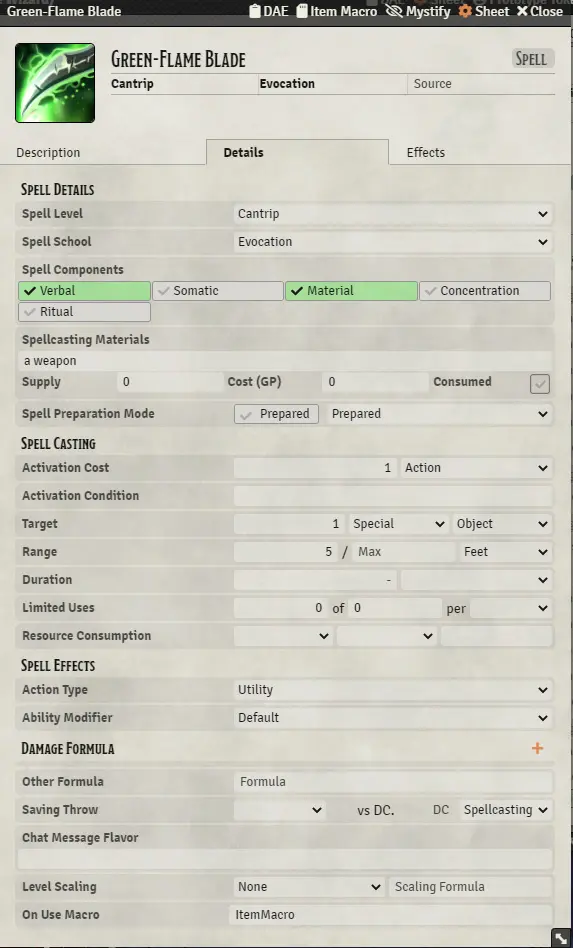 Green-Flame Blade DAE Item Macro Mystify Sheet Close
Green-Flame Blade Spell
Cantrip Evocation Source
Description Details Effects
Spell Details
Spell Level Cantrip
Spell School Evocation
Spell Components
Verbal Somatic Material Concentration
Ritual
Spellcasting Materials
a weapon
Supply 0 Cost (GP) 0 Consumed
Spell Preparation Mode Prepared Prepared
Spell Casting
Activation Cost 1 Action
Activation Condition
Target 1 Special Object
Range 5 / Max Feet
Duration -
Limited Uses 0 of 0 per
Resource Consumption
Spell Effects
Action Type Utility
Ability Modifier Default
Damage Formula +
Other Formula Formula
Saving Throw vs DC. DC Spellcasting
Chat Message Flavor
Level Scaling None Scaling Formula
On Use Macro ItemMacro